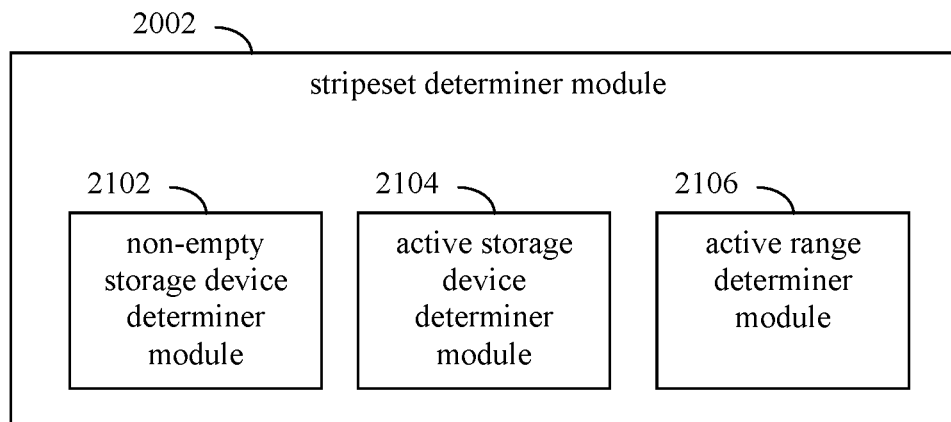 2002
stripeset determiner module
2102
2104
2106
non-empty
storage device
determiner
module
active storage
device
determiner
module
active range
determiner
module